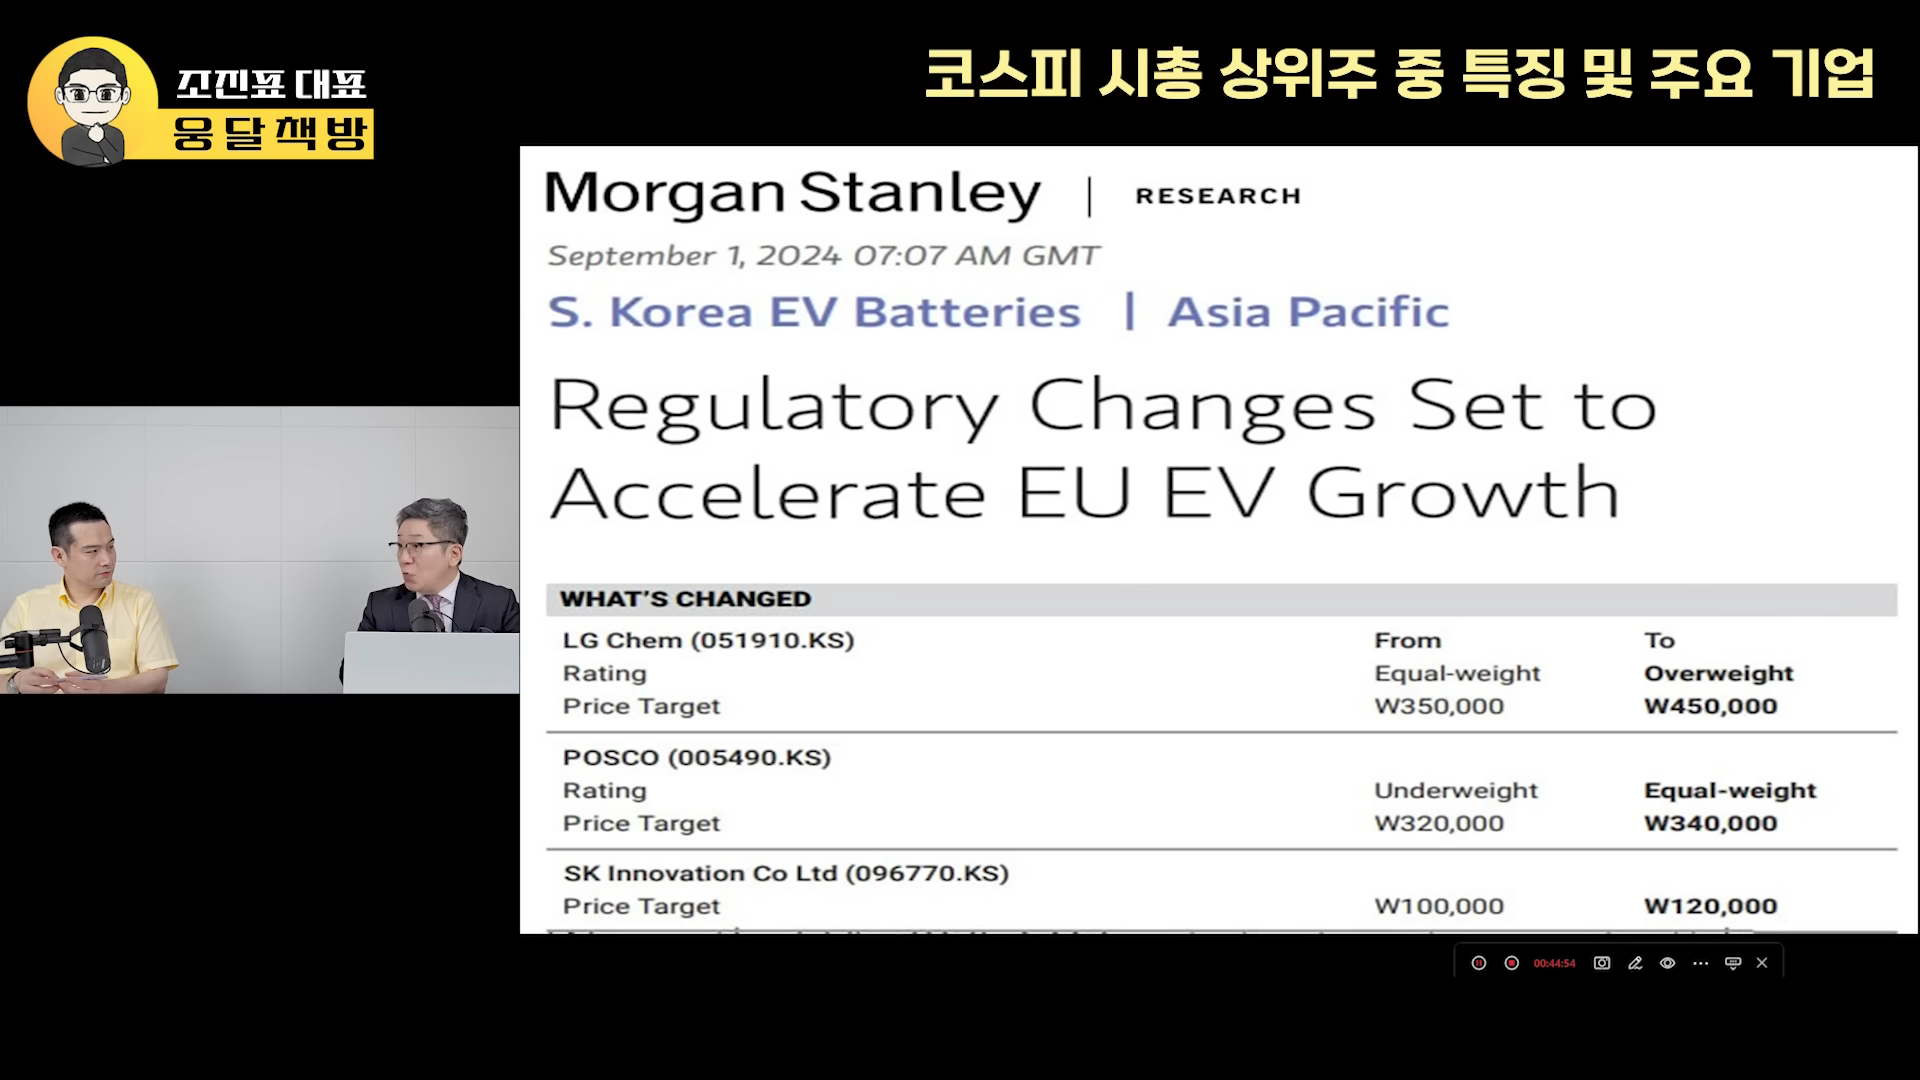 조진표 대표
웅달책방
코스피 시총 상위주 중 특징 및 주요 기업
Morgan Stanley | RESEARCH
September 1, 2024 07:07 AM GMT
S. Korea EV Batteries | Asia Pacific
Regulatory Changes Set to
Accelerate EU EV Growth
WHAT'S CHANGED
LG Chem (051910.KS) From To
Rating Equal-weight Overweight
Price Target W350,000 W450,000
POSCO (005490.KS)
Rating Underweight Equal-weight
Price Target W320,000 W340,000
SK Innovation Co Ltd (096770.KS)
Price Target W100,000 W120,000
00:44:54